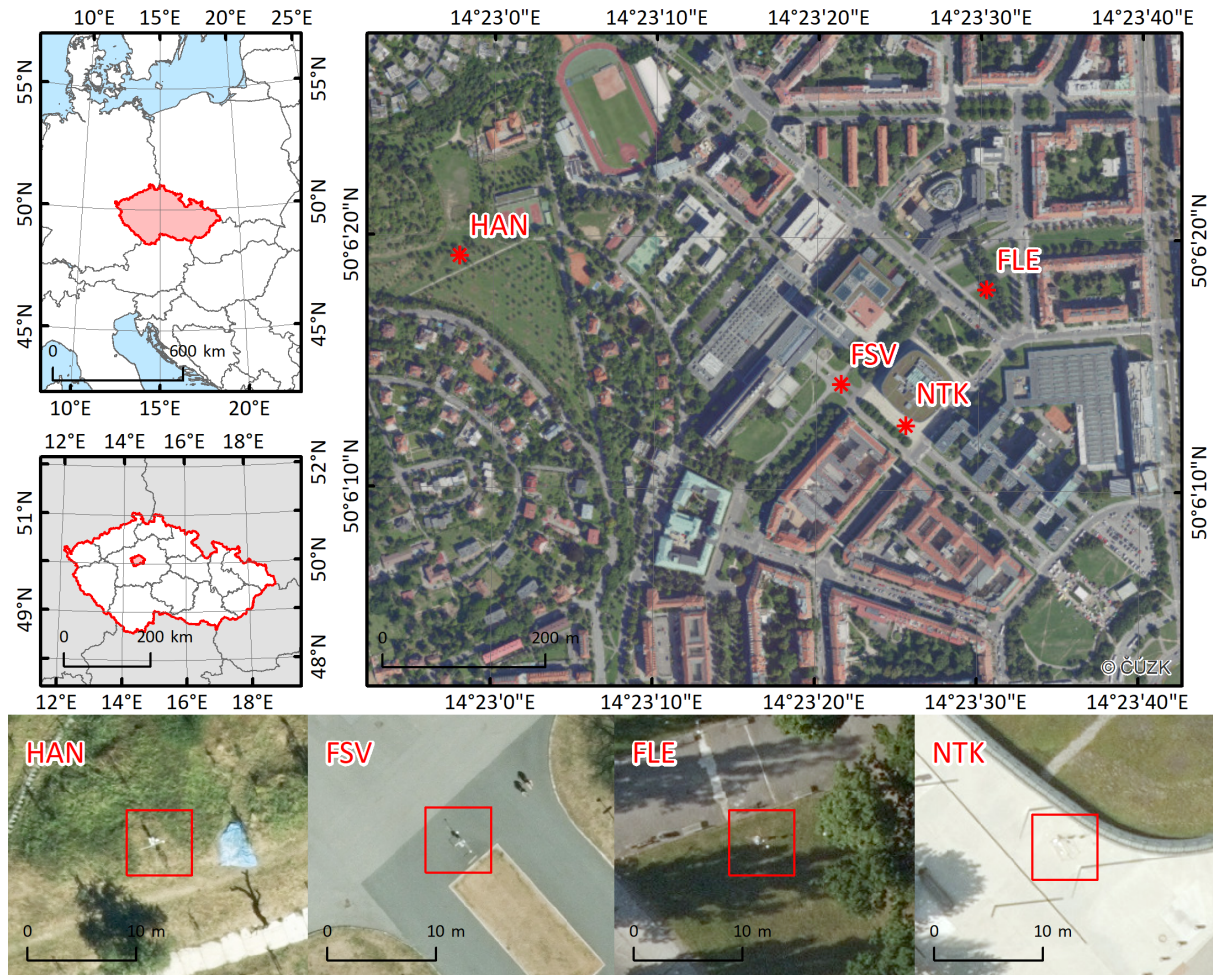 10°E 15°E 20°E 25°E
55°N 55°N
50°N 50°N
45°N 45°N
0 600 km
10°E 15°E 20°E
12°E 14°E 16°E 18°E
52°N
51°N
50°N 50°N
49°N 49°N
48°N
0 200 km
12°E 14°E 16°E 18°E
14°23'0"E 14°23'10"E 14°23'20"E 14°23'30"E 14°23'40"E
50°6'20"N 50°6'20"N
HAN
FLE
FSV
NTK
50°6'10"N 50°6'10"N
0 200 m
© ČÚZK
14°23'0"E 14°23'10"E 14°23'20"E 14°23'30"E 14°23'40"E
HAN
0 10 m
FSV
0 10 m
FLE
0 10 m
NTK
0 10 m